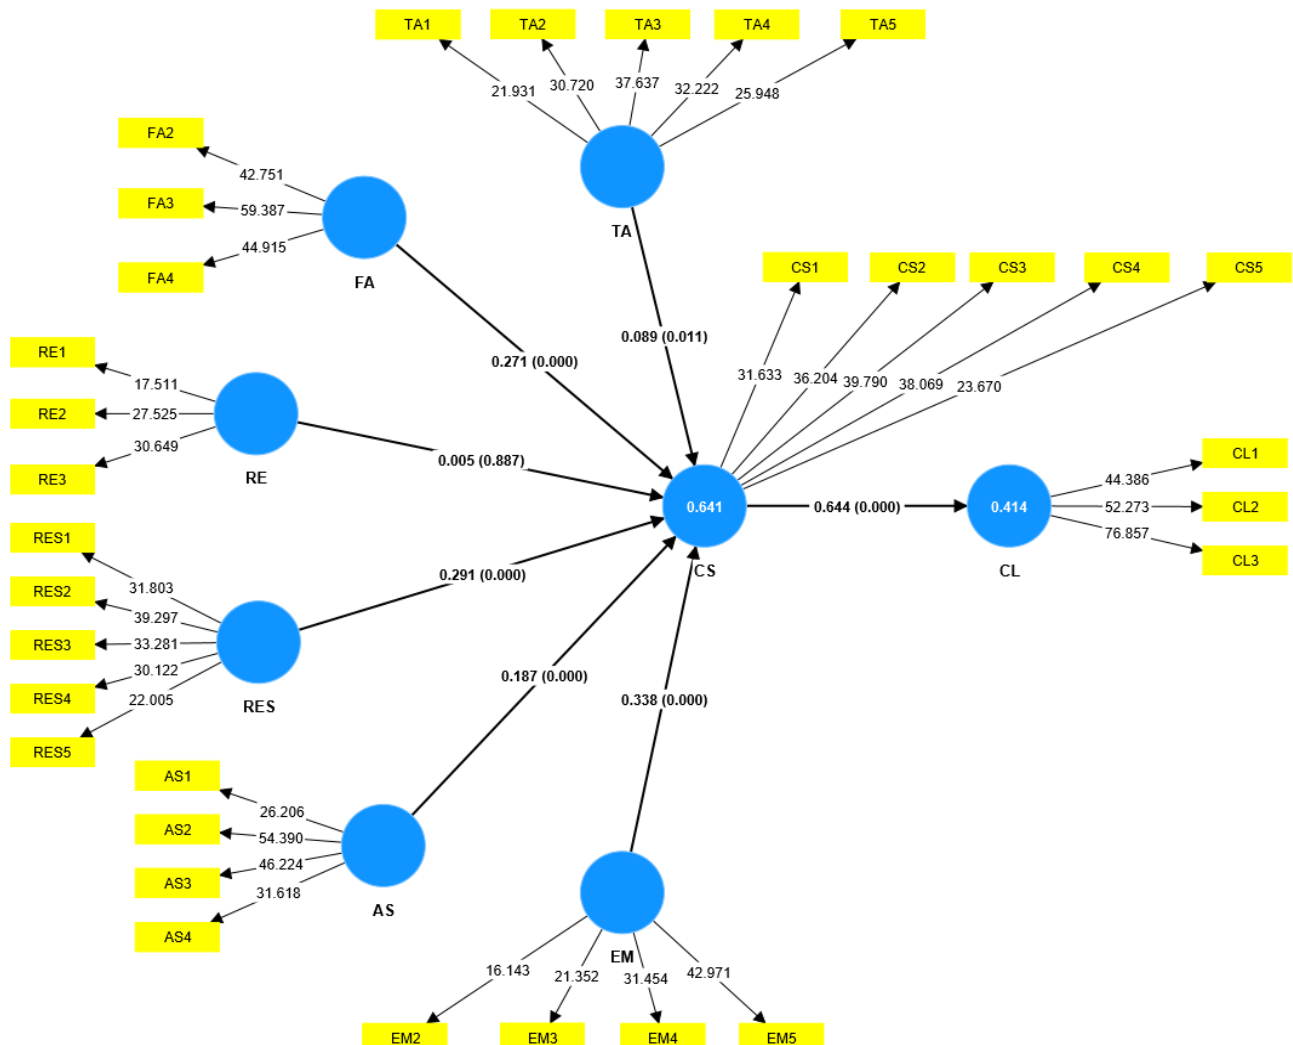 TA1 TA2 TA3 TA4 TA5
21.931 30.720 37.637 32.222 25.948
TA
FA2
FA3
FA4
42.751
59.387
44.915
FA
0.089 (0.011)
0.271 (0.000)
CS1 CS2 CS3 CS4 CS5
31.633 36.204 39.790 38.069 23.670
RE1
RE2
RE3
17.511
27.525
30.649
RE
0.005 (0.887)
0.641
CS
0.644 (0.000)
0.414
CL
44.386
52.273
76.857
CL1
CL2
CL3
RES1
RES2
RES3
RES4
RES5
31.803
39.297
33.281
30.122
22.005
RES
0.291 (0.000)
0.187 (0.000)
0.338 (0.000)
AS1
AS2
AS3
AS4
26.206
54.390
46.224
31.618
AS
EM
16.143 21.352 31.454 42.971
EM2 EM3 EM4 EM5